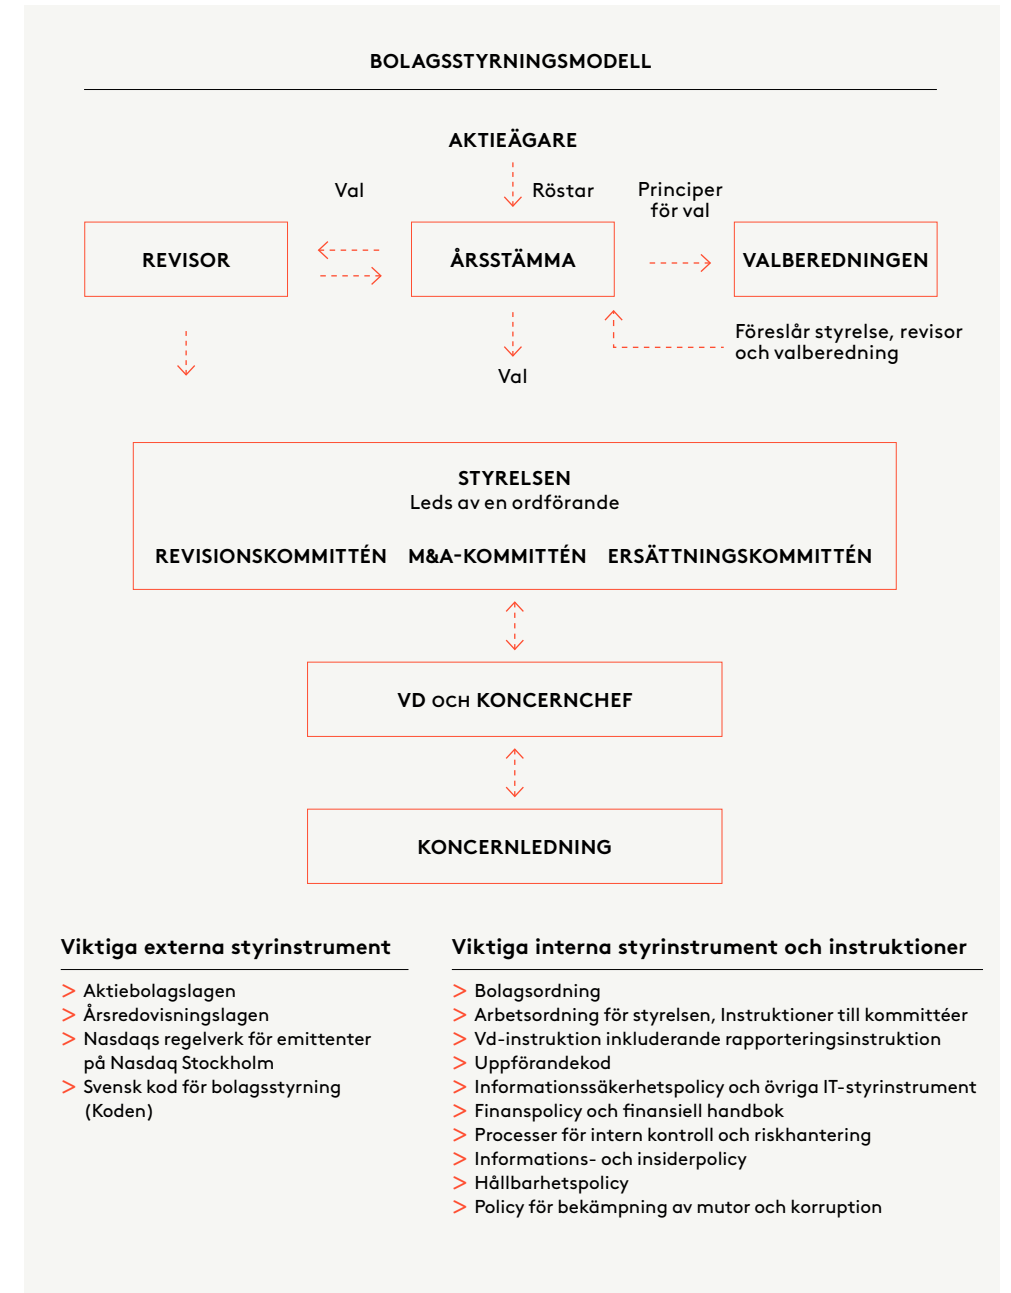 BOLAGSSTYRNINGSMODELL
AKTIEÄGARE
Val
Röstar
Principer
för val
REVISOR
ÅRSSTÄMMA
VALBEREDNINGEN
Föreslår styrelse, revisor
och valberedning
Val
STYRELSEN
Leds av en ordförande
REVISIONSKOMMITTÉN M&A-KOMMITTÉN ERSÄTTNINGSKOMMITTÉN
VD OCH KONCERNCHEF
KONCERNLEDNING
Viktiga externa styrinstrument
> Aktiebolagslagen
> Årsredovisningslagen
> Nasdaqs regelverk för emittenter
på Nasdaq Stockholm
> Svensk kod för bolagsstyrning
(Koden)
Viktiga interna styrinstrument och instruktioner
> Bolagsordning
> Arbetsordning för styrelsen, Instruktioner till kommittéer
> Vd-instruktion inkluderande rapporteringsinstruktion
> Uppförandekod
> Informationssäkerhetspolicy och övriga IT-styrinstrument
> Finanspolicy och finansiell handbok
> Processer för intern kontroll och riskhantering
> Informations- och insiderpolicy
> Hållbarhetspolicy
> Policy för bekämpning av mutor och korruption